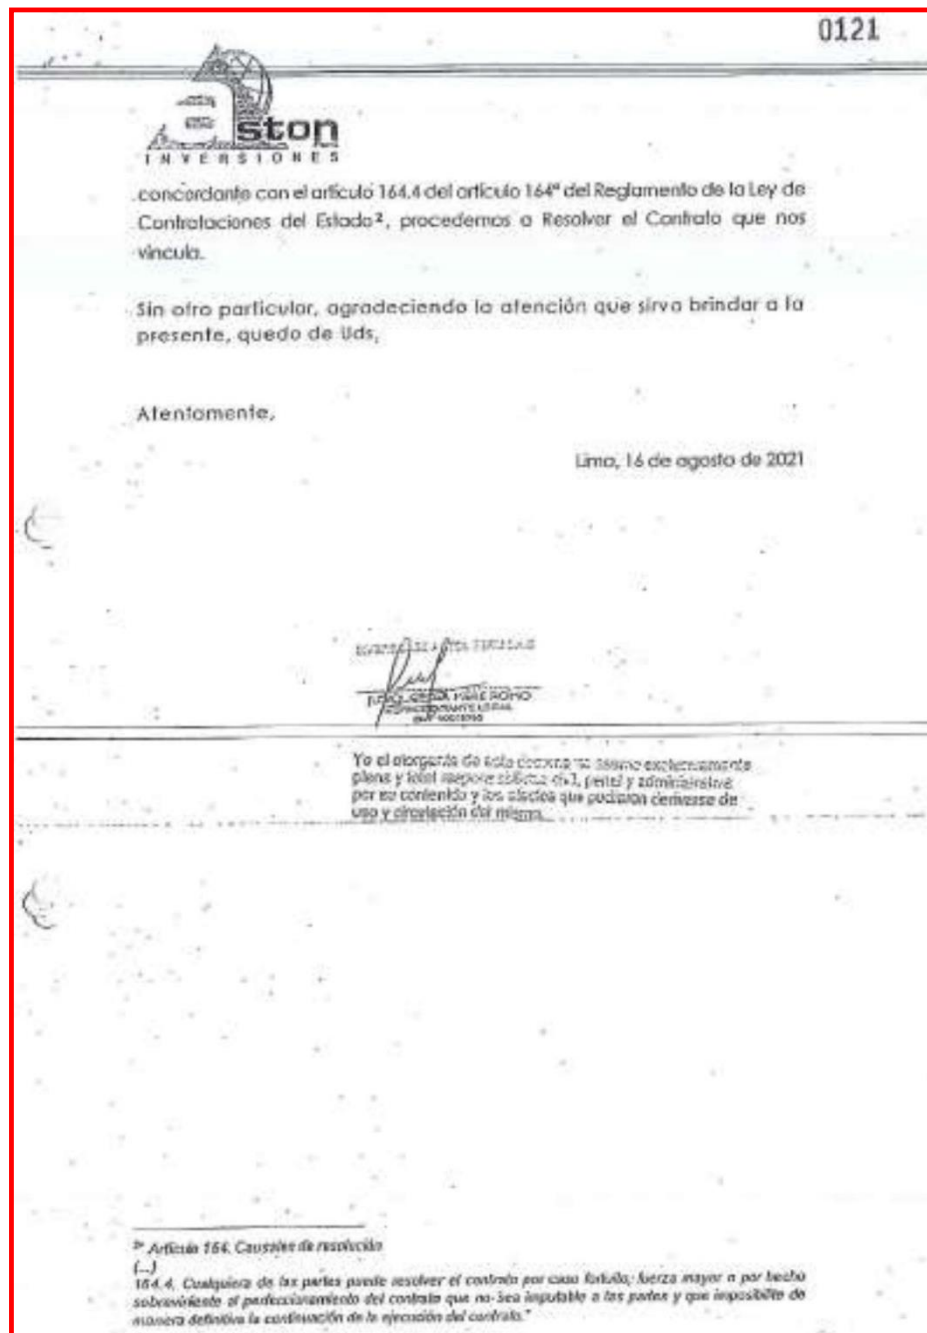 0121
aston
INVERSIONES
concordante con el artículo 164.4 del artículo 164º del Reglamento de la Ley de
Contrataciones del Estado², procedemos a Resolver el Contrato que nos
vincula.
Sin otro particular, agradeciendo la atención que sirva brindar a la
presente, quedo de Uds,
Atentamente,
Lima, 16 de agosto de 2021
REPRESENTANTE LEGAL
Yo el otorgante de este documento asumo
plena y total responsabilidad civil, penal y administrativa
por su contenido y los efectos que pudieran derivarse de
uso y circulación del mismo.
2" Artículo 164. Causales de resolución
(...)
164.4. Cualquiera de las partes puede resolver el contrato por caso fortuito, fuerza mayor o por hecho
sobreviniente al perfeccionamiento del contrato que no sea imputable a las partes y que imposibilite de
manera definitiva la continuación de la ejecución del contrato."